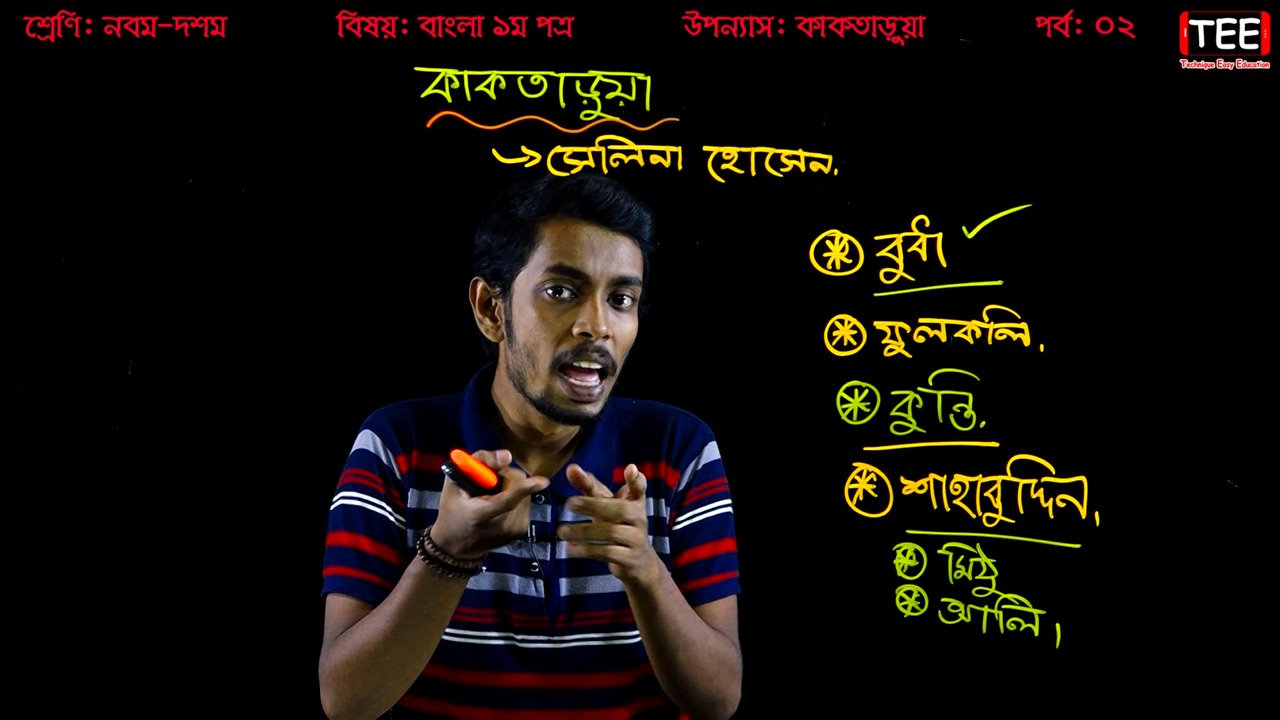 শ্রেণি: নবম-দশম বিষয়: বাংলা ১ম পত্র উপন্যাস: কাকতাড়ুয়া পর্ব: ০২
TEE
Technique Easy Education
কাকতাড়ুয়া
সেলিনা হোসেন.
বুধা
ফুলকলি.
কুন্তি.
শাহাবুদ্দিন.
মিঠু
আলি.